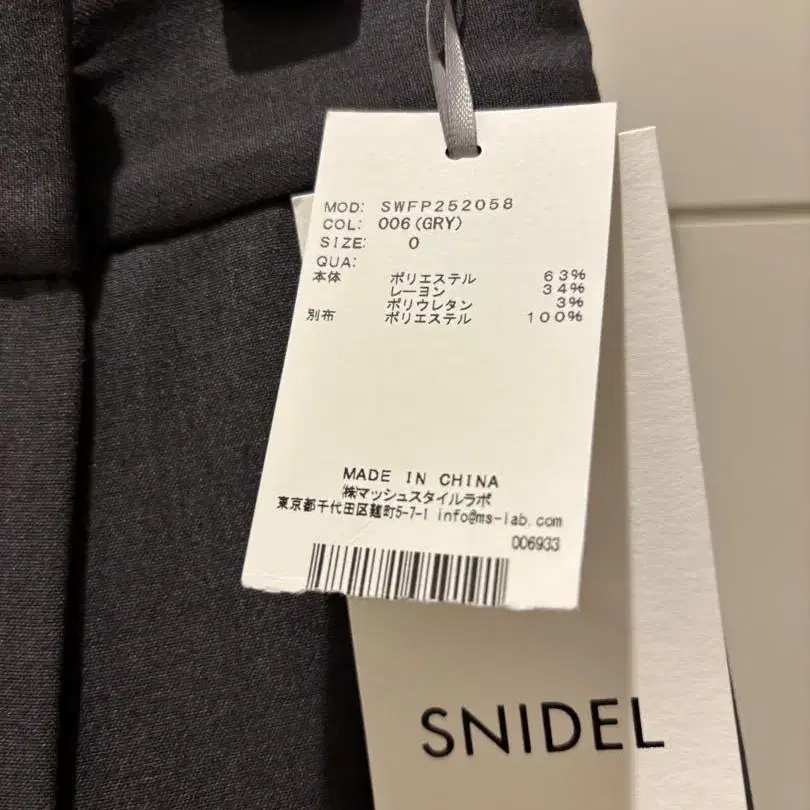 MOD: SWFP252058
COL: 006(GRY)
SIZE: 0
QUA:
本体 ポリエステル 63%
レーヨン 34%
ポリウレタン 3%
別布 ポリエステル 100%
MADE IN CHINA
㈱マッシュスタイルラボ
東京都千代田区麹町5-7-1 info@ms-lab.com
006933
SNIDEL